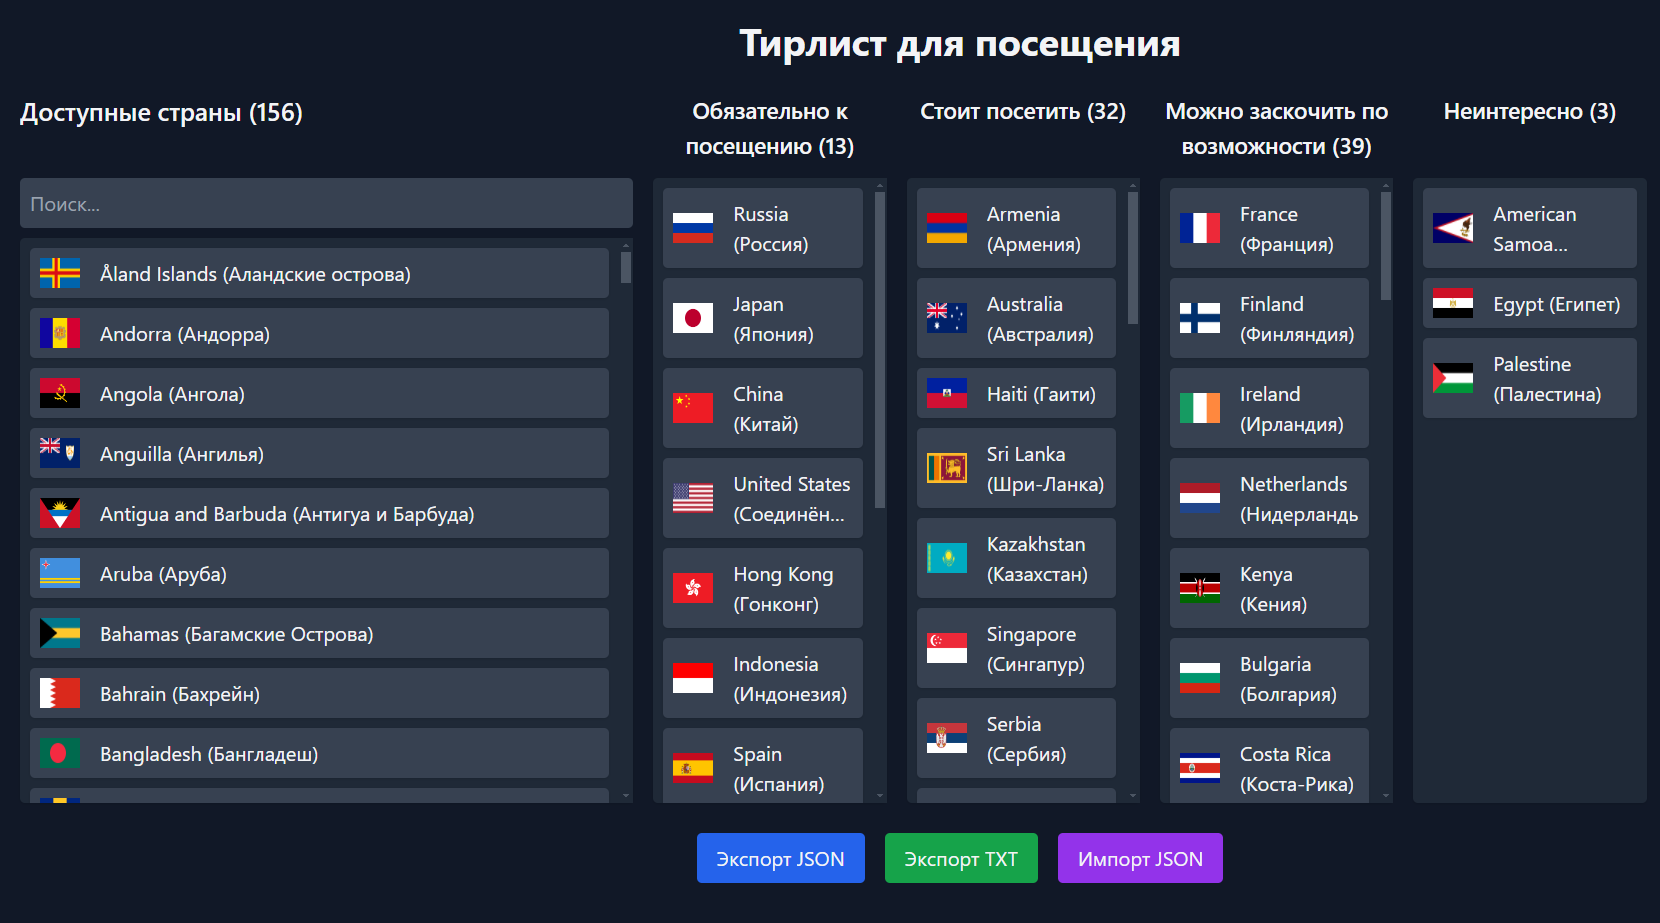 Тирлист для посещения
Доступные страны (156)
Поиск...
Åland Islands (Аландские острова)
Andorra (Андорра)
Angola (Ангола)
Anguilla (Ангилья)
Antigua and Barbuda (Антигуа и Барбуда)
Aruba (Аруба)
Bahamas (Багамские Острова)
Bahrain (Бахрейн)
Bangladesh (Бангладеш)
Обязательно к
посещению (13)
Russia
(Россия)
Japan
(Япония)
China
(Китай)
United States
(Соединён...
Hong Kong
(Гонконг)
Indonesia
(Индонезия)
Spain
(Испания)
Стоит посетить (32)
Armenia
(Армения)
Australia
(Австралия)
Haiti (Гаити)
Sri Lanka
(Шри-Ланка)
Kazakhstan
(Казахстан)
Singapore
(Сингапур)
Serbia
(Сербия)
Можно заскочить по
возможности (39)
France
(Франция)
Finland
(Финляндия)
Ireland
(Ирландия)
Netherlands
(Нидерланды
Kenya
(Кения)
Bulgaria
(Болгария)
Costa Rica
(Коста-Рика)
Неинтересно (3)
American
Samoa...
Egypt (Египет)
Palestine
(Палестина)
Экспорт JSON
Экспорт TXT
Импорт JSON